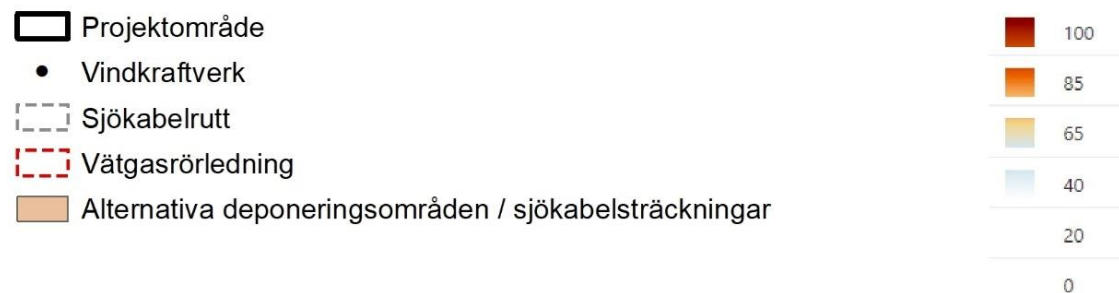 Projektområde
Vindkraftverk
Sjökabelrutt
Vätgasrörledning
Alternativa deponeringsområden / sjökabelsträckningar
100
85
65
40
20
0